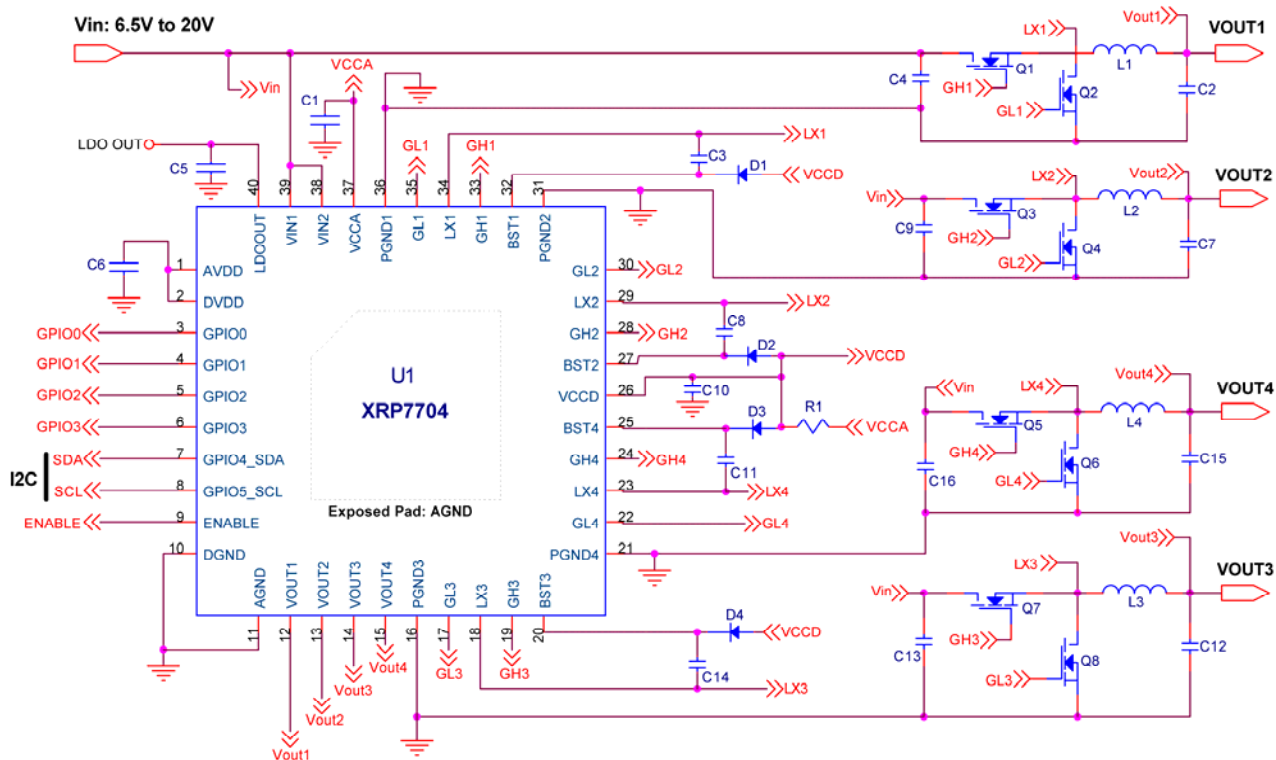 Vin: 6.5V to 20V
Vin
VCCA
C1
LDO OUT
C5
GL1
GH1
LX1
C3
D1
VCCD
C4
Q1
GH1
LX1
GL1
Q2
L1
Vout1
C2
VOUT1
40
39
38
37
36
35
34
33
32
31
LDCOUT
VIN1
VIN2
VCCA
PGND1
GL1
LX1
GH1
BST1
PGND2
Vin
C9
Q3
GH2
LX2
GL2
Q4
L2
Vout2
C7
VOUT2
C6
1 AVDD
2 DVDD
GPIO0 3 GPIO0
GPIO1 4 GPIO1
GPIO2 5 GPIO2
GPIO3 6 GPIO3
I2C
SDA 7 GPIO4_SDA
SCL 8 GPIO5_SCL
ENABLE 9 ENABLE
10 DGND
U1
XRP7704
Exposed Pad: AGND
GL2 30 GL2
LX2 29 LX2
C8
GH2 28 GH2
BST2 27 D2 VCCD
VCCD 26 C10
BST4 25 D3 R1 VCCA
GH4 24 GH4
C11
LX4 23 LX4
GL4 22 GL4
PGND4 21
Vin
C16
Q5
GH4
LX4
GL4
Q6
L4
Vout4
C15
VOUT4
AGND
VOUT1
VOUT2
VOUT3
VOUT4
PGND3
GL3
LX3
GH3
BST3
11
12
13
14
15
16
17
18
19
20
Vout1
Vout2
Vout3
Vout4
GL3
GH3
D4
VCCD
C14
LX3
Vin
C13
Q7
GH3
LX3
GL3
Q8
L3
Vout3
C12
VOUT3